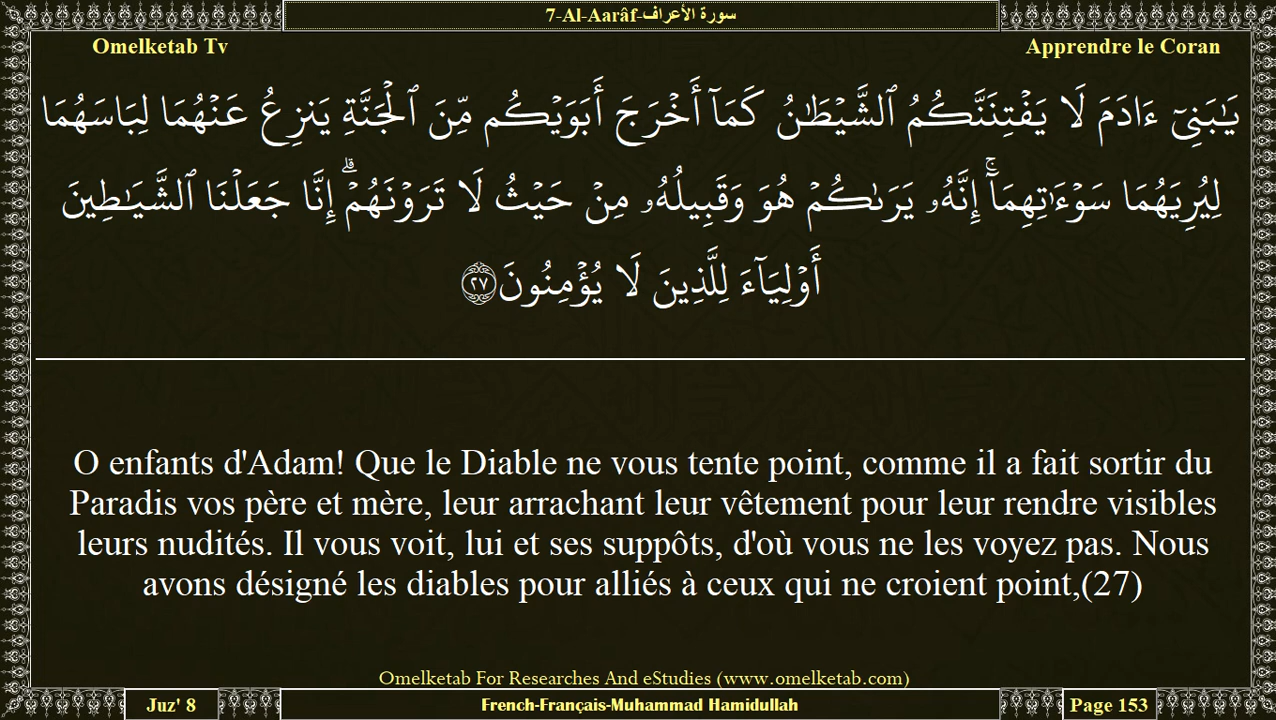 7-Al-Aarâf-سورة الأعراف
Omelketab Tv
Apprendre le Coran
يَـٰبَنِىٓ ءَادَمَ لَا يَفْتِنَنَّكُمُ ٱلشَّيْطَـٰنُ كَمَآ أَخْرَجَ أَبَوَيْكُم مِّنَ ٱلْجَنَّةِ يَنزِعُ عَنْهُمَا لِبَاسَهُمَا
لِيُرِيَهُمَا سَوْءَٰتِهِمَآ ۚ إِنَّهُۥ يَرَىٰكُمْ هُوَ وَقَبِيلُهُۥ مِنْ حَيْثُ لَا تَرَوْنَهُمْ ۗ إِنَّا جَعَلْنَا ٱلشَّيَـٰطِينَ
أَوْلِيَآءَ لِلَّذِينَ لَا يُؤْمِنُونَ ٢٧
O enfants d'Adam! Que le Diable ne vous tente point, comme il a fait sortir du
Paradis vos père et mère, leur arrachant leur vêtement pour leur rendre visibles
leurs nudités. Il vous voit, lui et ses suppôts, d'où vous ne les voyez pas. Nous
avons désigné les diables pour alliés à ceux qui ne croient point,(27)
Omelketab For Researches And eStudies (www.omelketab.com)
Juz' 8
French-Français-Muhammad Hamidullah
Page 153